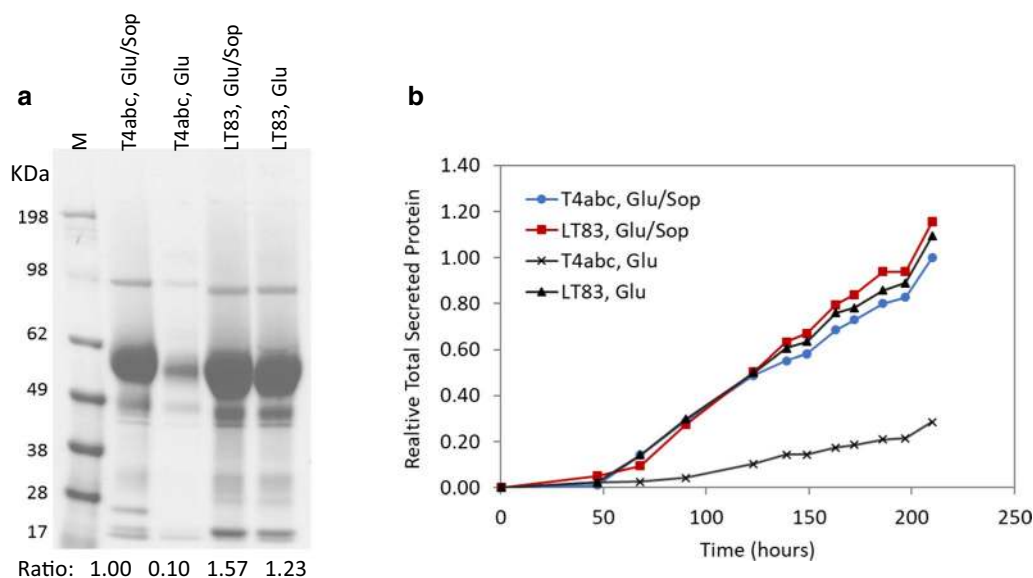 a
M
T4abc, Glu/Sop
T4abc, Glu
LT83, Glu/Sop
LT83, Glu
KDa
198
98
62
49
38
28
17
Ratio: 1.00 0.10 1.57 1.23
b
Realtive Total Secreted Protein
1.40
1.20
1.00
0.80
0.60
0.40
0.20
0.00
T4abc, Glu/Sop
LT83, Glu/Sop
T4abc, Glu
LT83, Glu
0 50 100 150 200 250
Time (hours)